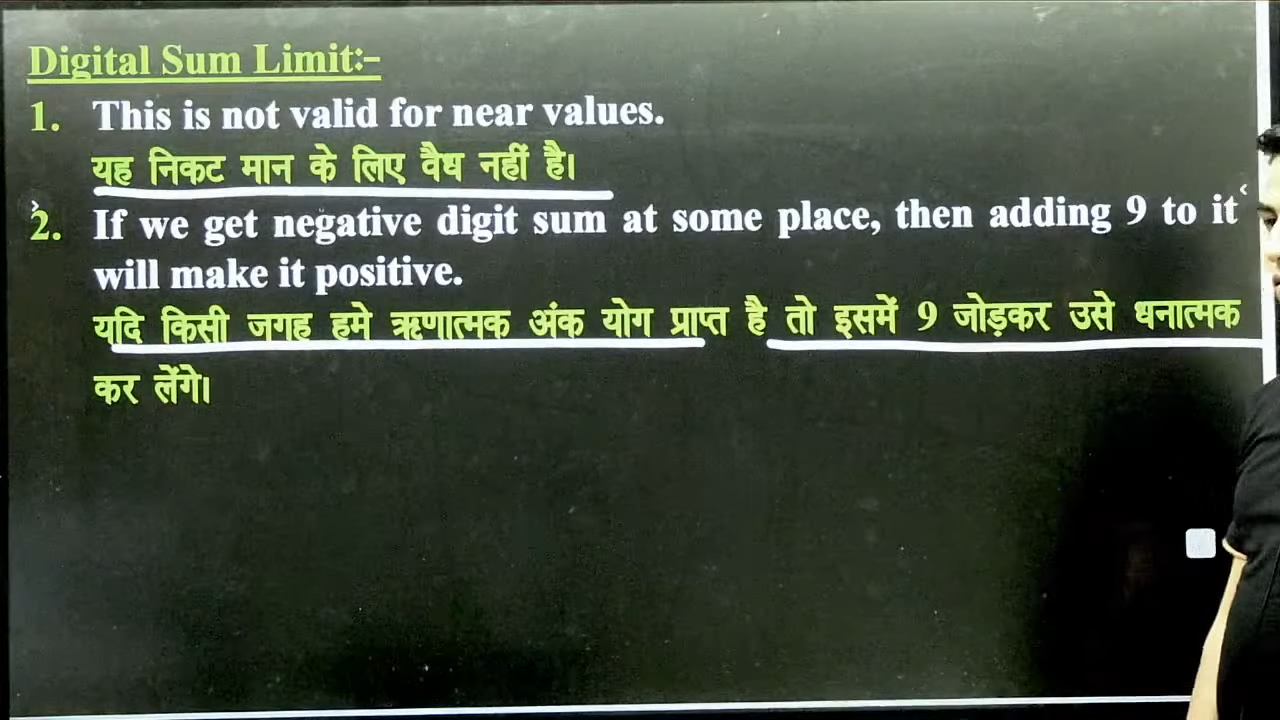 Digital Sum Limit:-
1. This is not valid for near values.
यह निकट मान के लिए वैध नहीं है।
2. If we get negative digit sum at some place, then adding 9 to it
will make it positive.
यदि किसी जगह हमे ऋणात्मक अंक योग प्राप्त है तो इसमें 9 जोड़कर उसे धनात्मक
कर लेंगे।